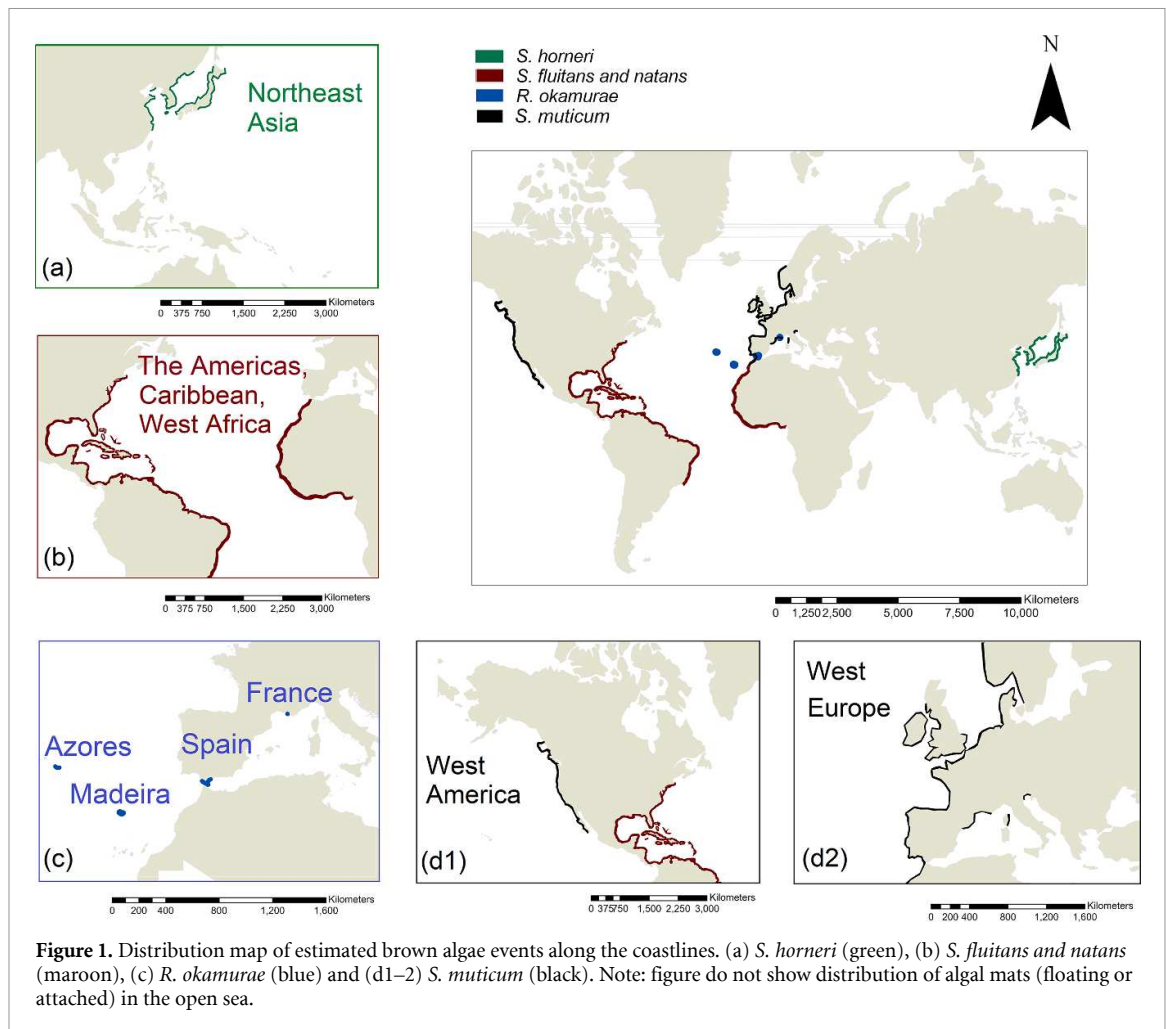 Northeast
Asia
(a)
0 375 750 1,500 2,250 3,000 Kilometers
S. horneri
S. fluitans and natans
R. okamurae
S. muticum
N
0 1,250 2,500 5,000 7,500 10,000 Kilometers
The Americas,
Caribbean,
West Africa
(b)
0 375 750 1,500 2,250 3,000 Kilometers
France
Azores
Spain
Madeira
(c)
0 200 400 800 1,200 1,600 Kilometers
West
America
(d1)
0 375750 1,500 2,250 3,000 Kilometers
West
Europe
(d2)
0 200 400 800 1,200 1,600 Kilometers
Figure 1. Distribution map of estimated brown algae events along the coastlines. (a) S. horneri (green), (b) S. fluitans and natans
(maroon), (c) R. okamurae (blue) and (d1–2) S. muticum (black). Note: figure do not show distribution of algal mats (floating or
attached) in the open sea.